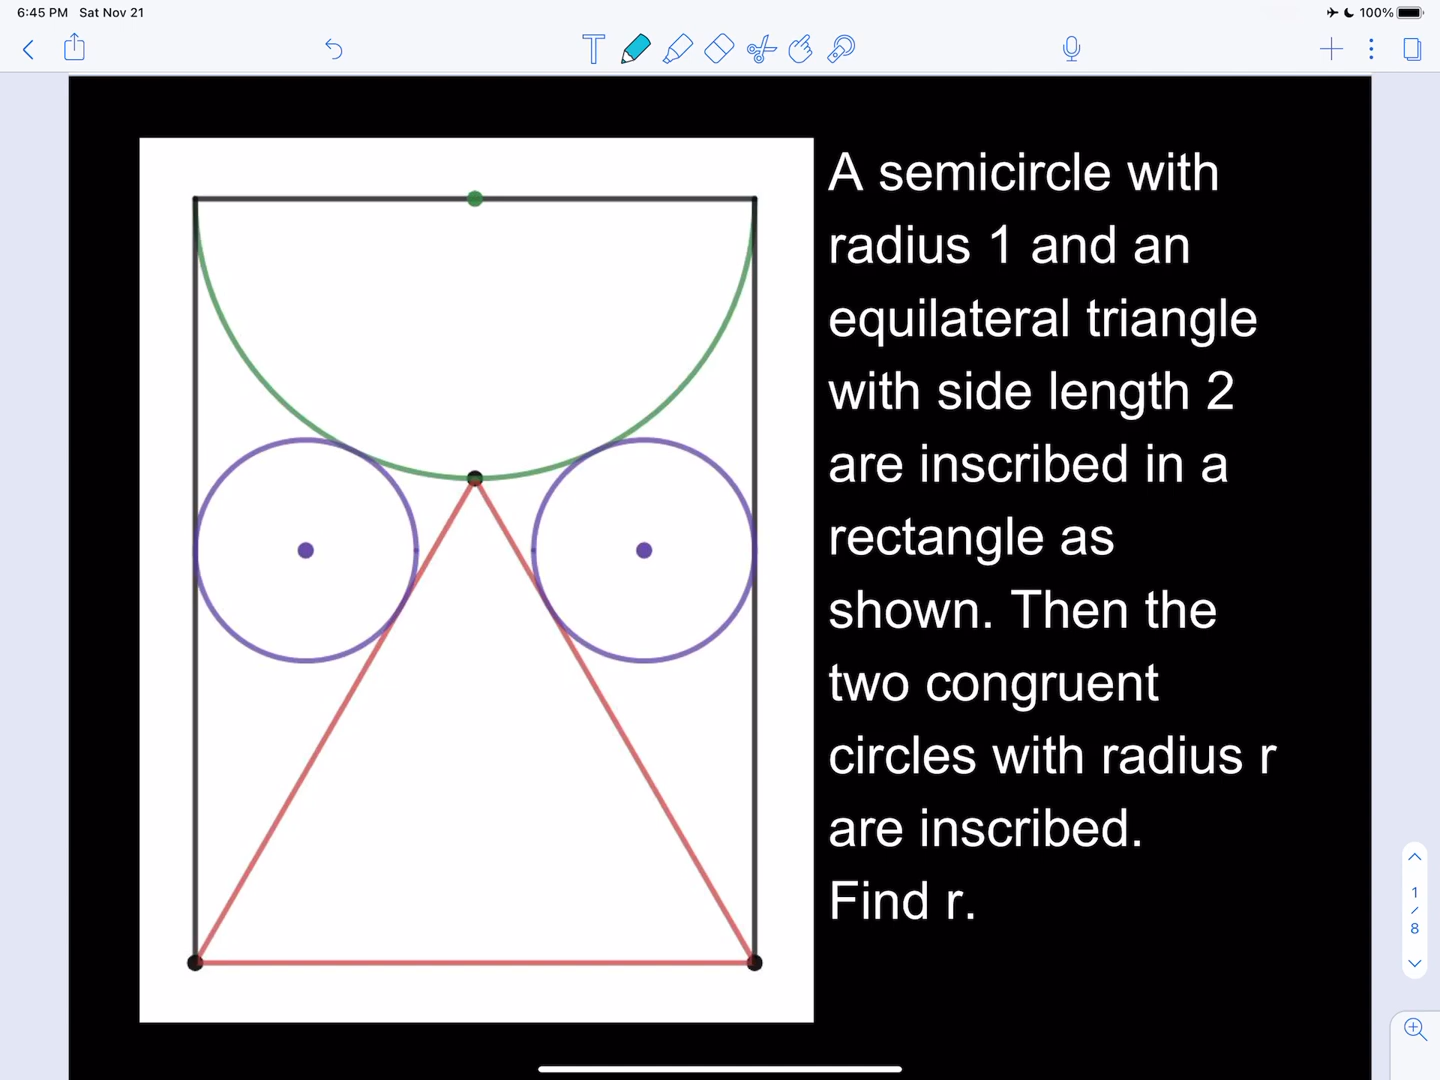 6:45 PM Sat Nov 21
100%
T
A semicircle with
radius 1 and an
equilateral triangle
with side length 2
are inscribed in a
rectangle as
shown. Then the
two congruent
circles with radius r
are inscribed.
Find r.
1
/
8